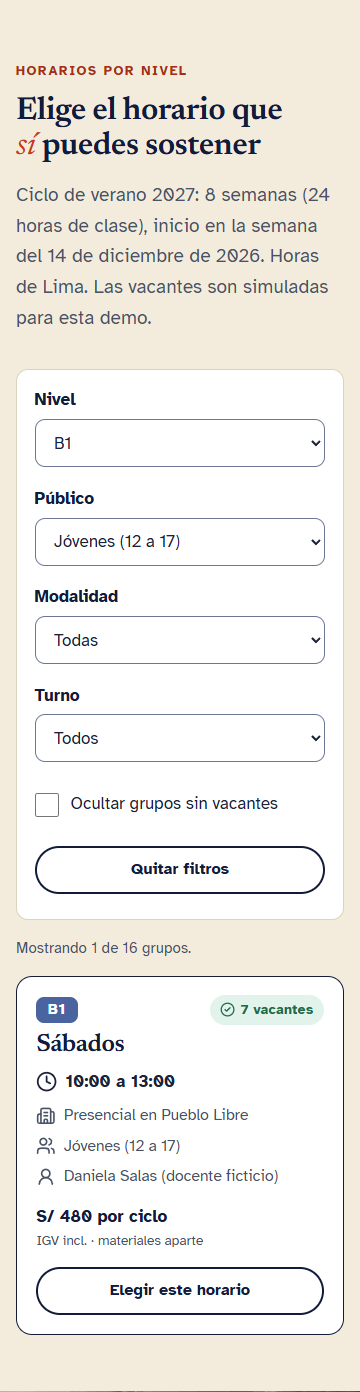 HORARIOS POR NIVEL
Elige el horario que
sí puedes sostener
Ciclo de verano 2027: 8 semanas (24
horas de clase), inicio en la semana
del 14 de diciembre de 2026. Horas
de Lima. Las vacantes son simuladas
para esta demo.
Nivel
B1
Público
Jóvenes (12 a 17)
Modalidad
Todas
Turno
Todos
Ocultar grupos sin vacantes
Quitar filtros
Mostrando 1 de 16 grupos.
B1
7 vacantes
Sábados
10:00 a 13:00
Presencial en Pueblo Libre
Jóvenes (12 a 17)
Daniela Salas (docente ficticio)
S/ 480 por ciclo
IGV incl. · materiales aparte
Elegir este horario